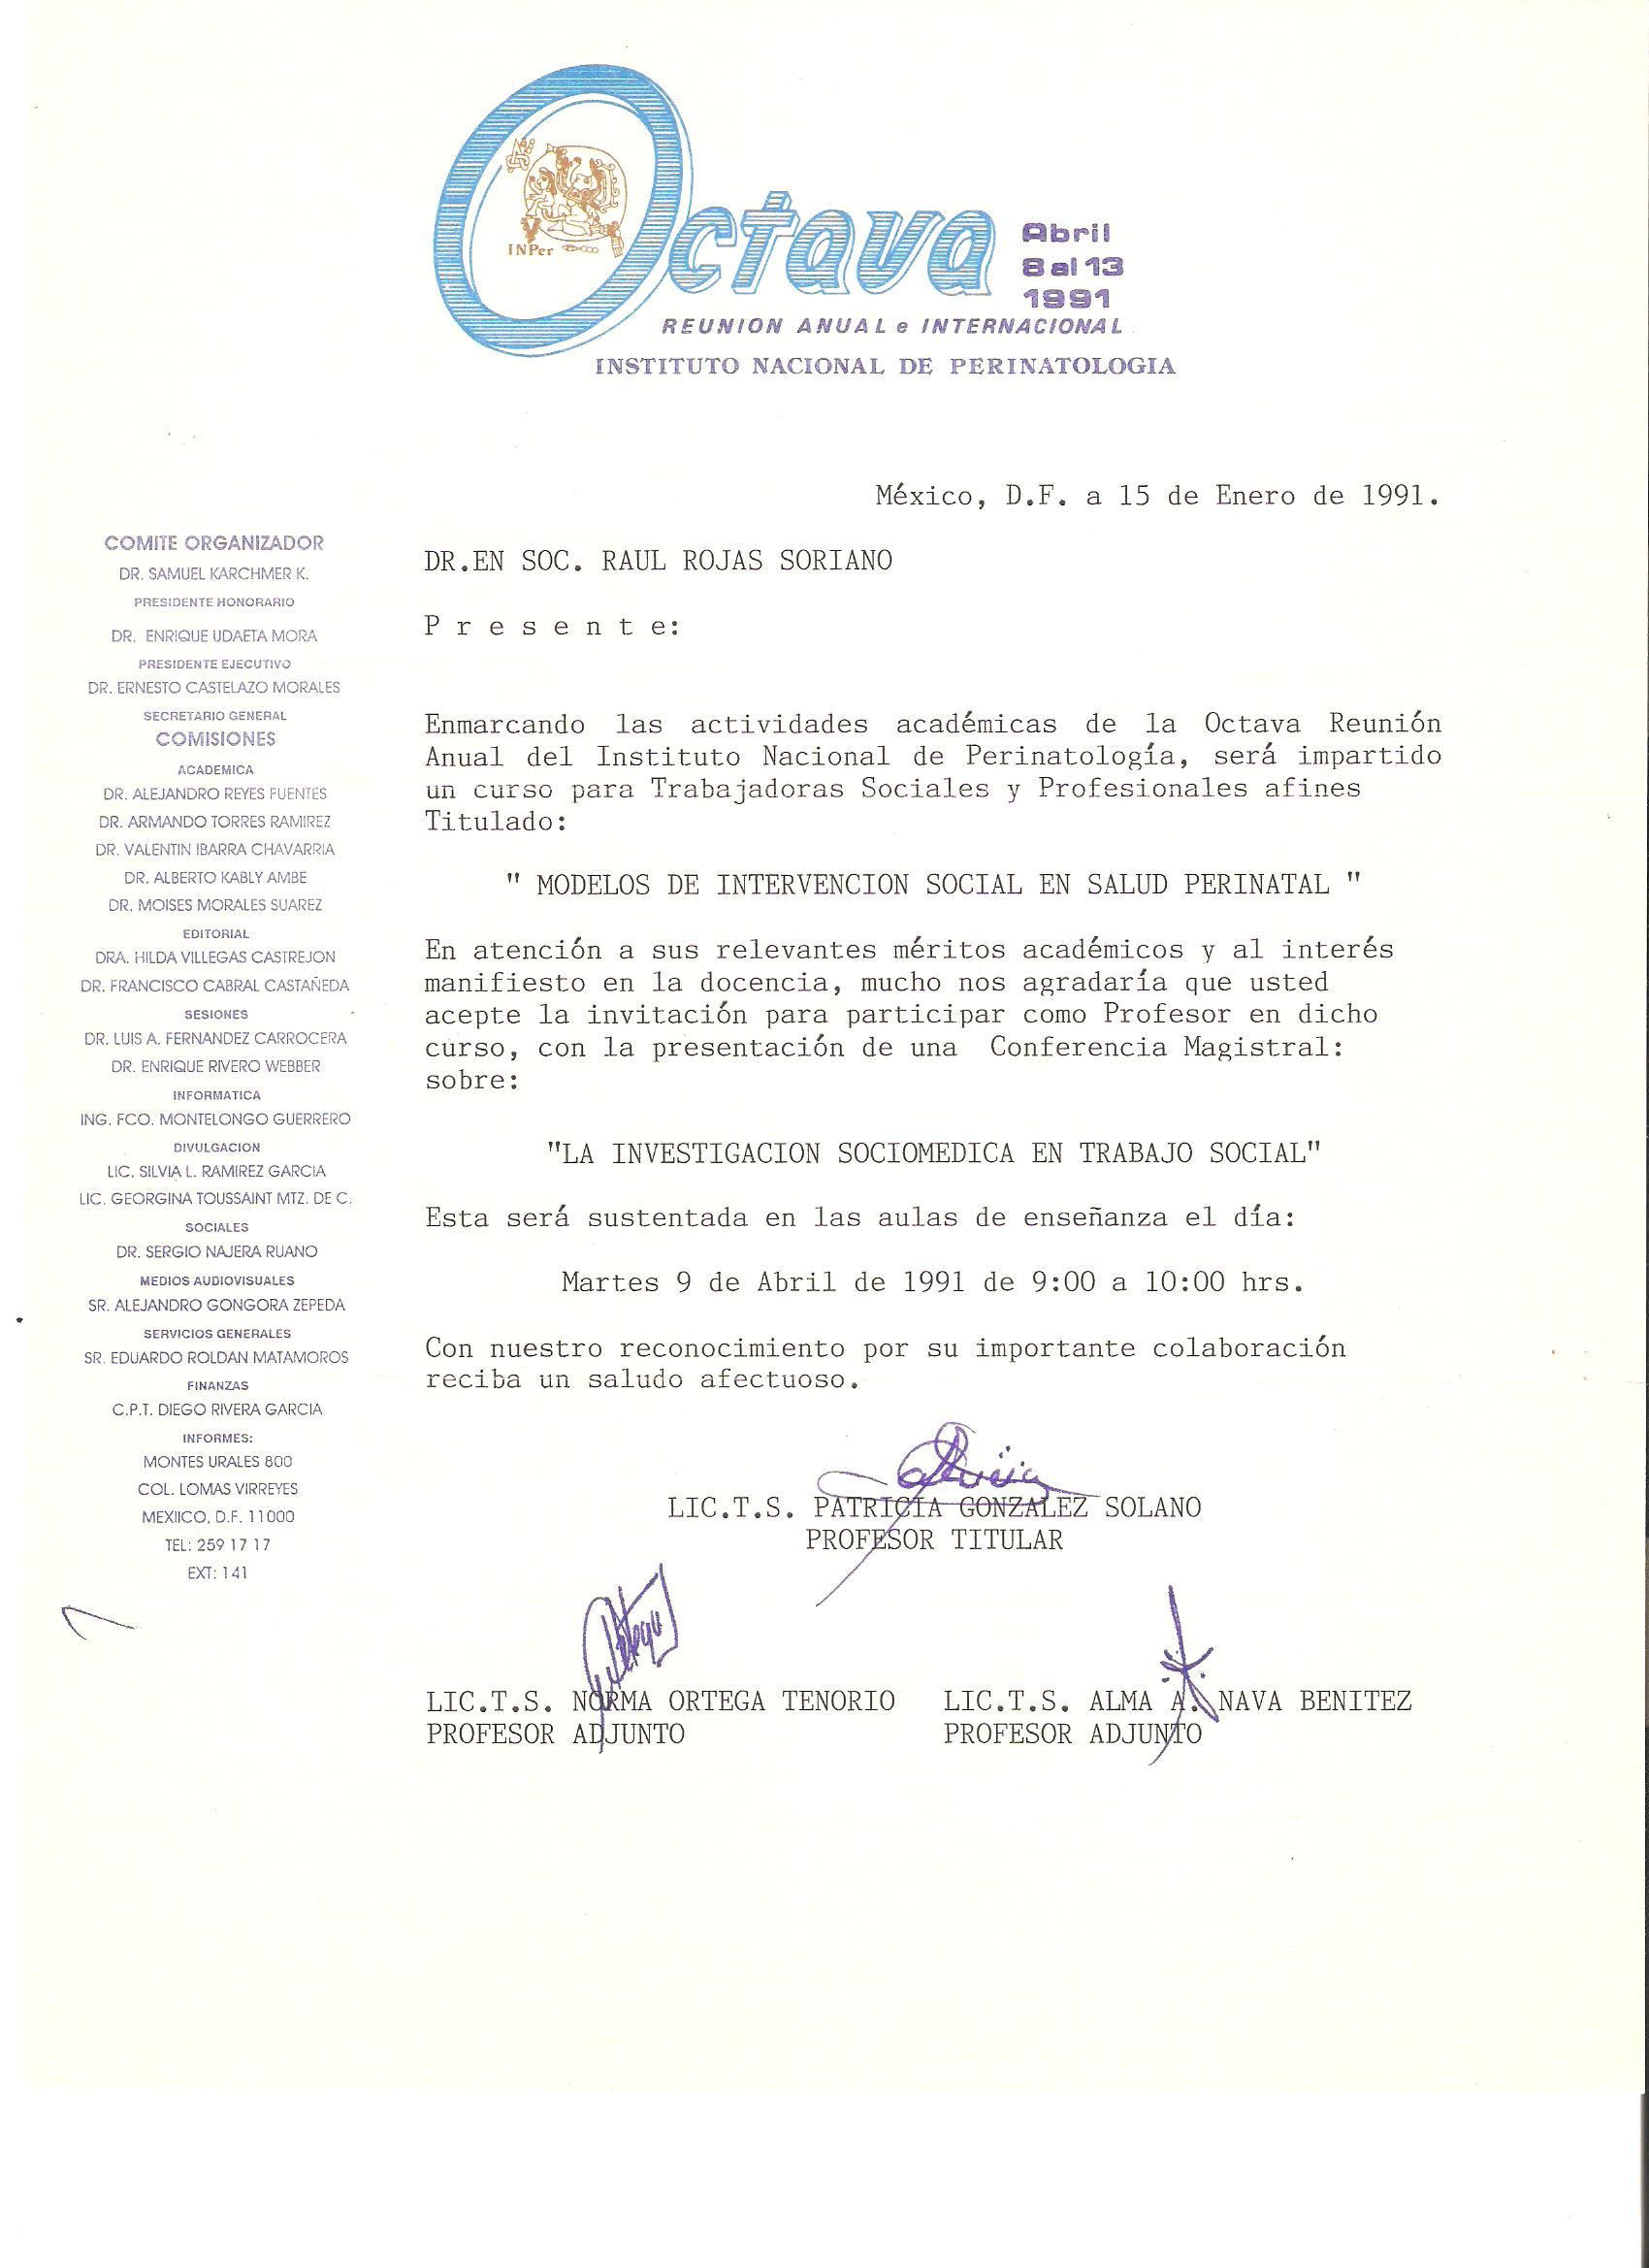 INPer
Octava
Abril
8 al 13
1991
REUNION ANUAL e INTERNACIONAL
INSTITUTO NACIONAL DE PERINATOLOGIA
México, D.F. a 15 de Enero de 1991.
COMITE ORGANIZADOR
DR. SAMUEL KARCHMER K.
PRESIDENTE HONORARIO
DR. ENRIQUE UDAETA MORA
PRESIDENTE EJECUTIVO
DR. ERNESTO CASTELAZO MORALES
SECRETARIO GENERAL
COMISIONES
ACADEMICA
DR. ALEJANDRO REYES FUENTES
DR. ARMANDO TORRES RAMIREZ
DR. VALENTIN IBARRA CHAVARRIA
DR. ALBERTO KABLY AMBE
DR. MOISES MORALES SUAREZ
EDITORIAL
DRA. HILDA VILLEGAS CASTREJON
DR. FRANCISCO CABRAL CASTAÑEDA
SESIONES
DR. LUIS A. FERNANDEZ CARROCERA
DR. ENRIQUE RIVERO WEBBER
INFORMATICA
ING. FCO. MONTELONGO GUERRERO
DIVULGACION
LIC. SILVIA L. RAMIREZ GARCIA
LIC. GEORGINA TOUSSAINT MTZ. DE C.
SOCIALES
DR. SERGIO NAJERA RUANO
MEDIOS AUDIOVISUALES
SR. ALEJANDRO GONGORA ZEPEDA
SERVICIOS GENERALES
SR. EDUARDO ROLDAN MATAMOROS
FINANZAS
C.P.T. DIEGO RIVERA GARCIA
INFORMES:
MONTES URALES 800
COL. LOMAS VIRREYES
MEXIICO, D.F. 11000
TEL: 259 17 17
EXT: 141
DR.EN SOC. RAUL ROJAS SORIANO
P r e s e n t e:
Enmarcando las actividades académicas de la Octava Reunión
Anual del Instituto Nacional de Perinatología, será impartido
un curso para Trabajadoras Sociales y Profesionales afines
Titulado:
" MODELOS DE INTERVENCION SOCIAL EN SALUD PERINATAL "
En atención a sus relevantes méritos académicos y al interés
manifiesto en la docencia, mucho nos agradaría que usted
acepte la invitación para participar como Profesor en dicho
curso, con la presentación de una Conferencia Magistral:
sobre:
"LA INVESTIGACION SOCIOMEDICA EN TRABAJO SOCIAL"
Esta será sustentada en las aulas de enseñanza el día:
Martes 9 de Abril de 1991 de 9:00 a 10:00 hrs.
Con nuestro reconocimiento por su importante colaboración
reciba un saludo afectuoso.
LIC.T.S. PATRICIA GONZALEZ SOLANO
PROFESOR TITULAR
LIC.T.S. NORMA ORTEGA TENORIO
PROFESOR ADJUNTO
LIC.T.S. ALMA A. NAVA BENITEZ
PROFESOR ADJUNTO